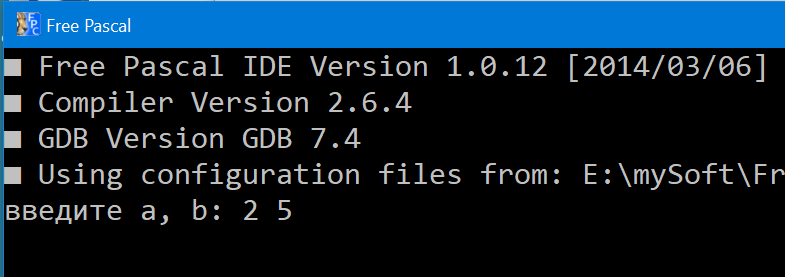 Free Pascal
■ Free Pascal IDE Version 1.0.12 [2014/03/06]
■ Compiler Version 2.6.4
■ GDB Version GDB 7.4
■ Using configuration files from: E:\mySoft\Fr
введите a, b: 2 5